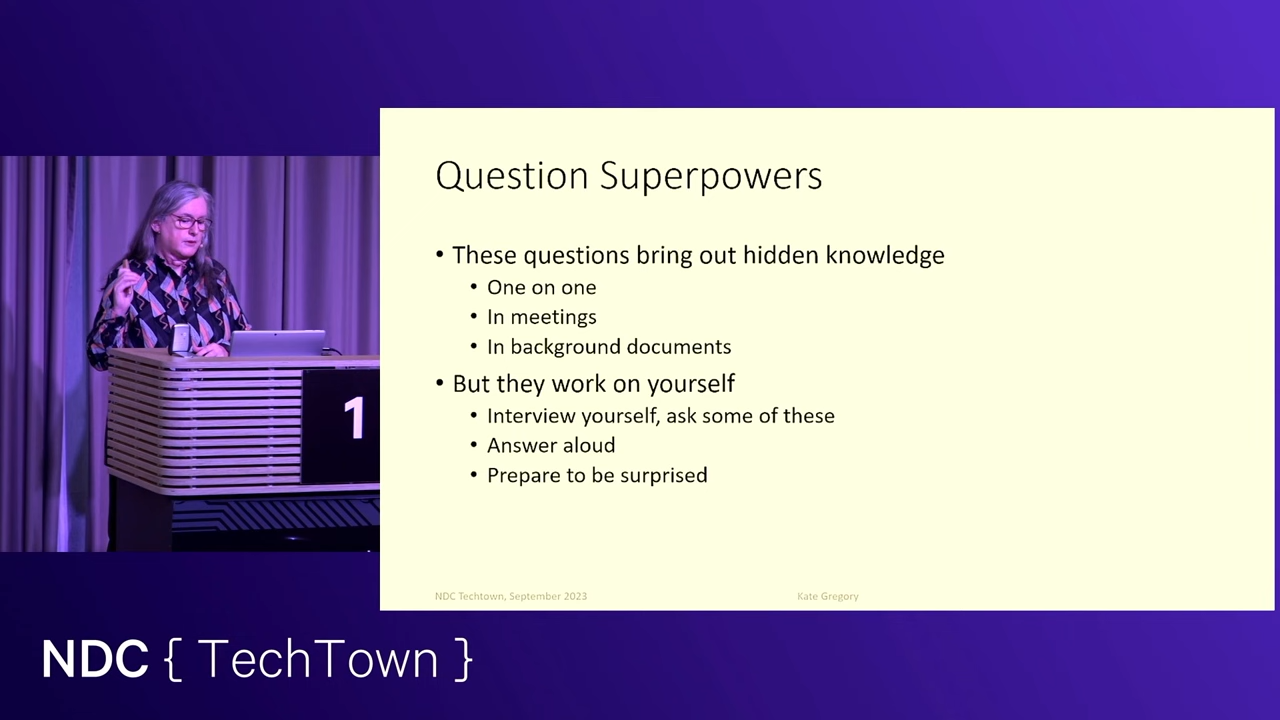 Question Superpowers
• These questions bring out hidden knowledge
• One on one
• In meetings
• In background documents
• But they work on yourself
• Interview yourself, ask some of these
• Answer aloud
• Prepare to be surprised
NDC Techtown, September 2023 Kate Gregory
1
NDC { TechTown }